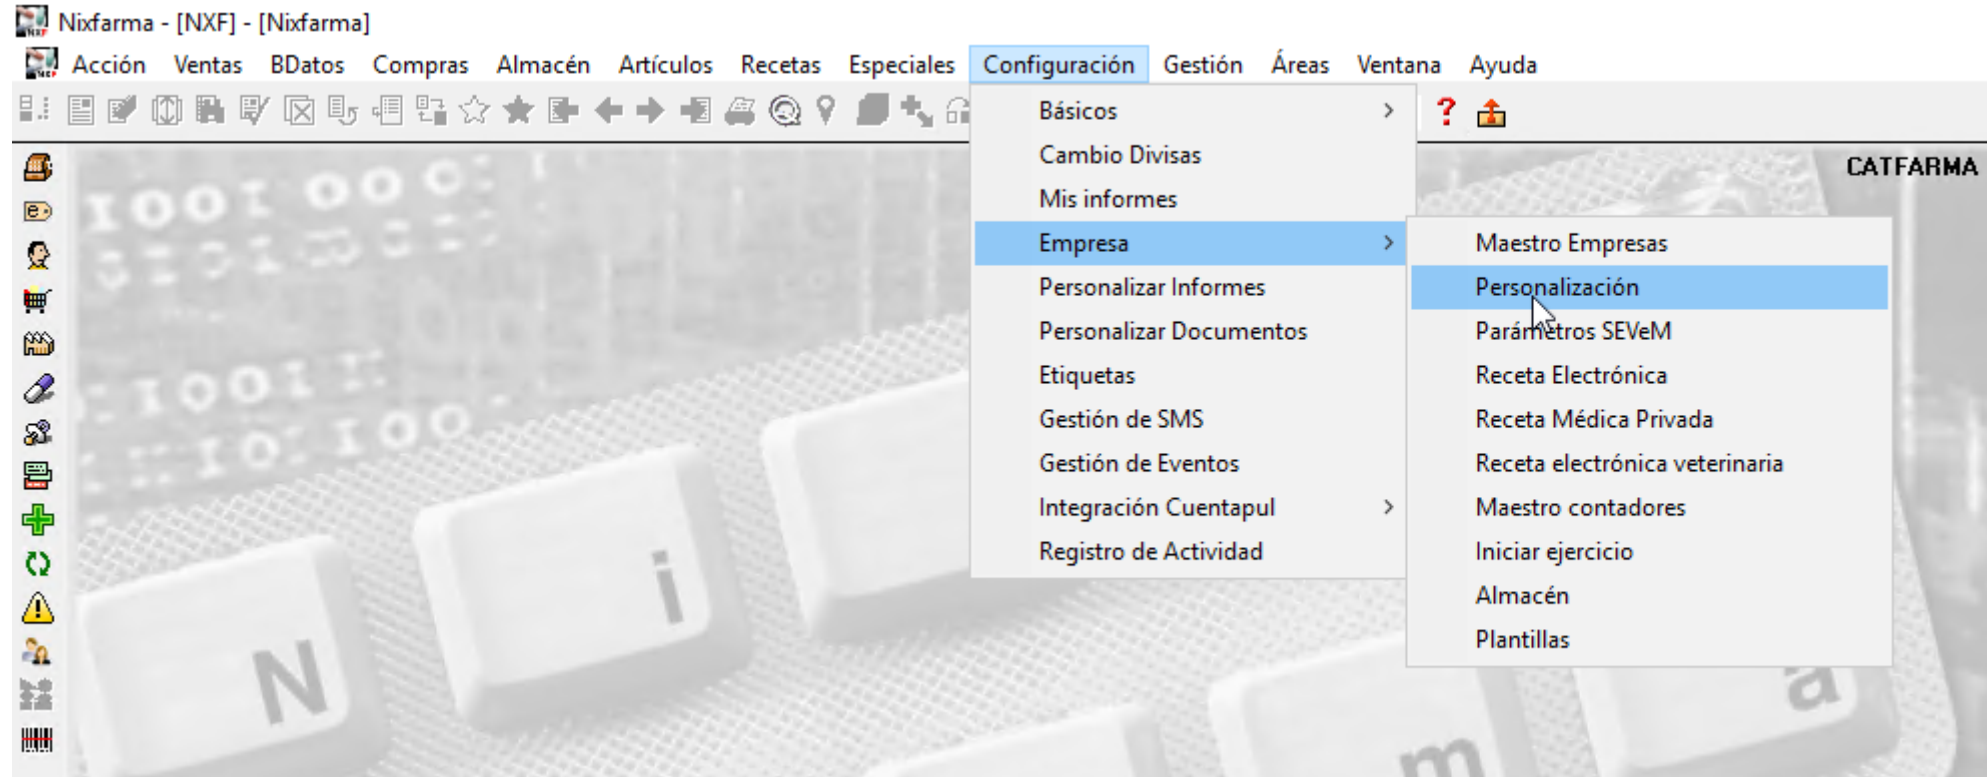 Nixfarma - [NXF] - [Nixfarma]
Acción Ventas BDatos Compras Almacén Artículos Recetas Especiales Configuración Gestión Áreas Ventana Ayuda
Básicos
Cambio Divisas
Mis informes
Empresa
Personalizar Informes
Personalizar Documentos
Etiquetas
Gestión de SMS
Gestión de Eventos
Integración Cuentapul
Registro de Actividad
CATFARMA
Maestro Empresas
Personalización
Parámetros SEVeM
Receta Electrónica
Receta Médica Privada
Receta electrónica veterinaria
Maestro contadores
Iniciar ejercicio
Almacén
Plantillas
N i m a